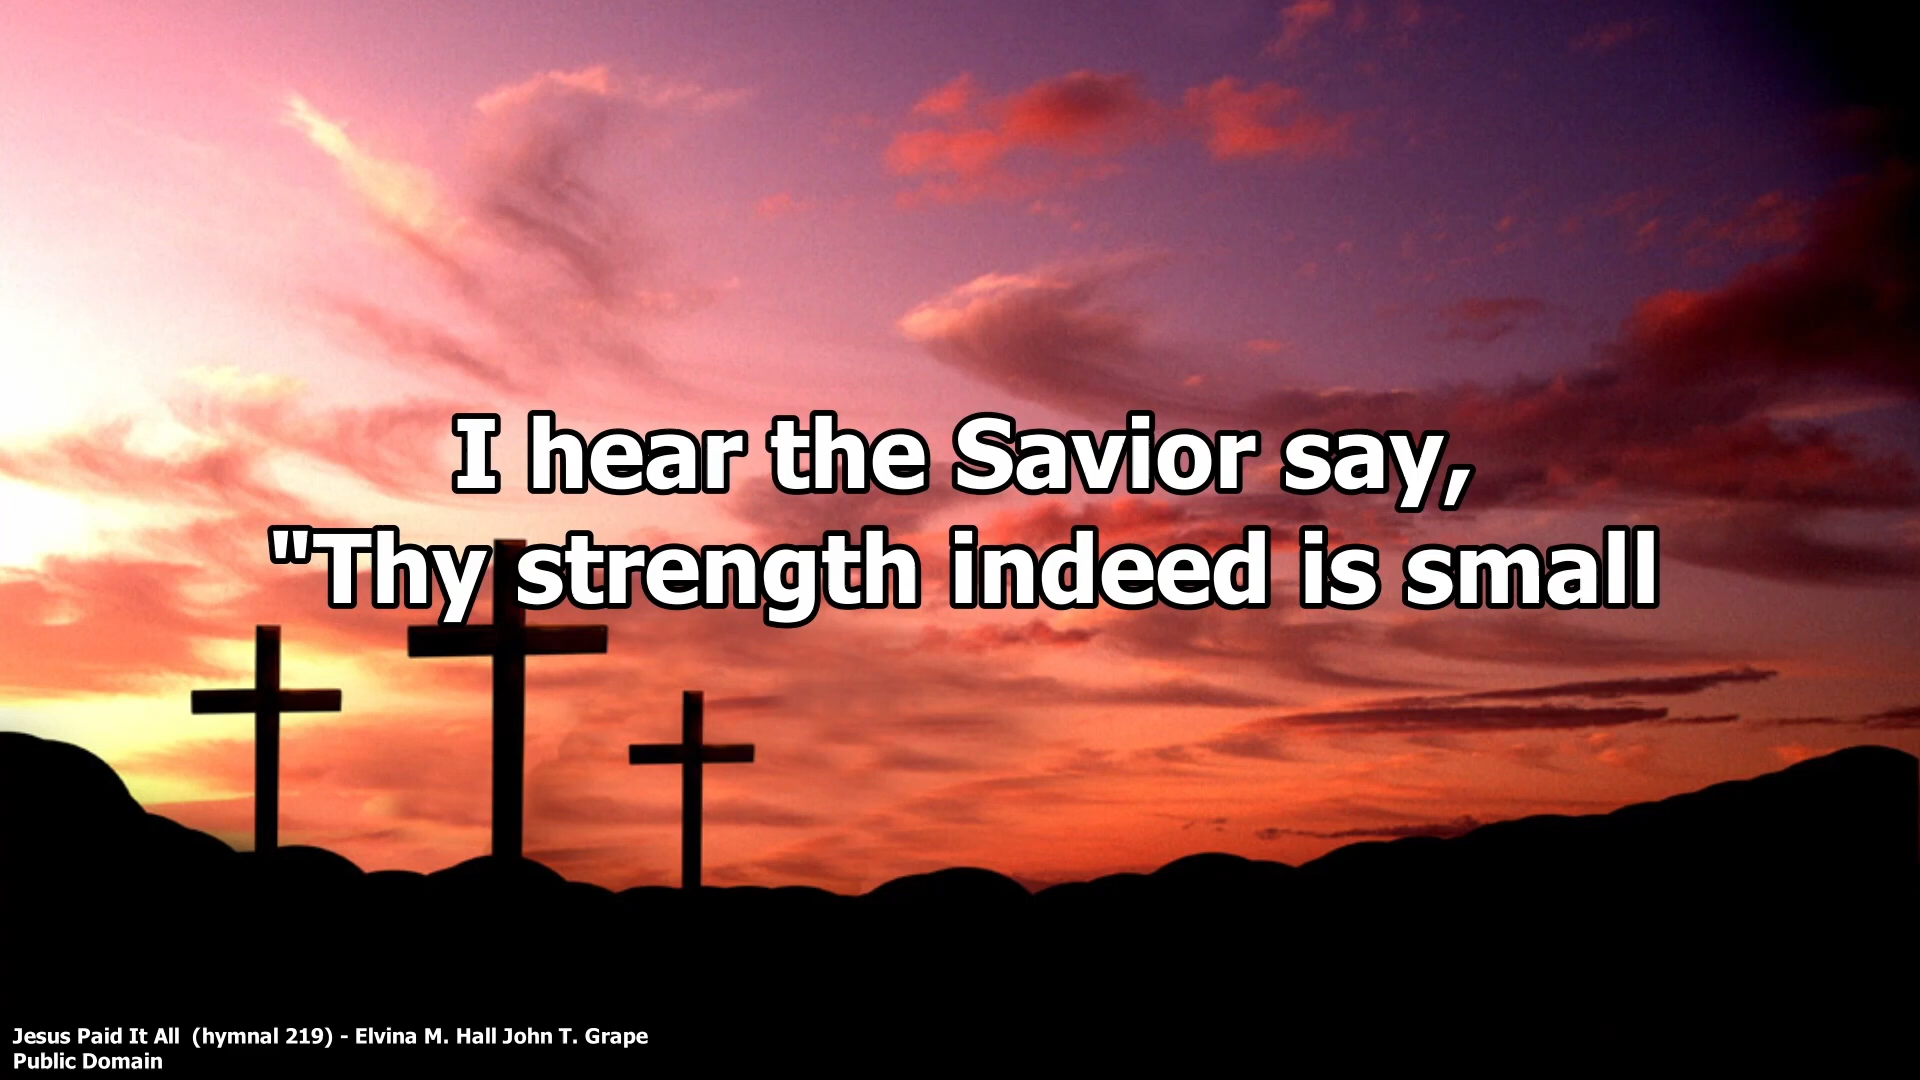 I hear the Savior say,
"Thy strength indeed is small
Jesus Paid It All  (hymnal 219) - Elvina M. Hall John T. Grape
Public Domain